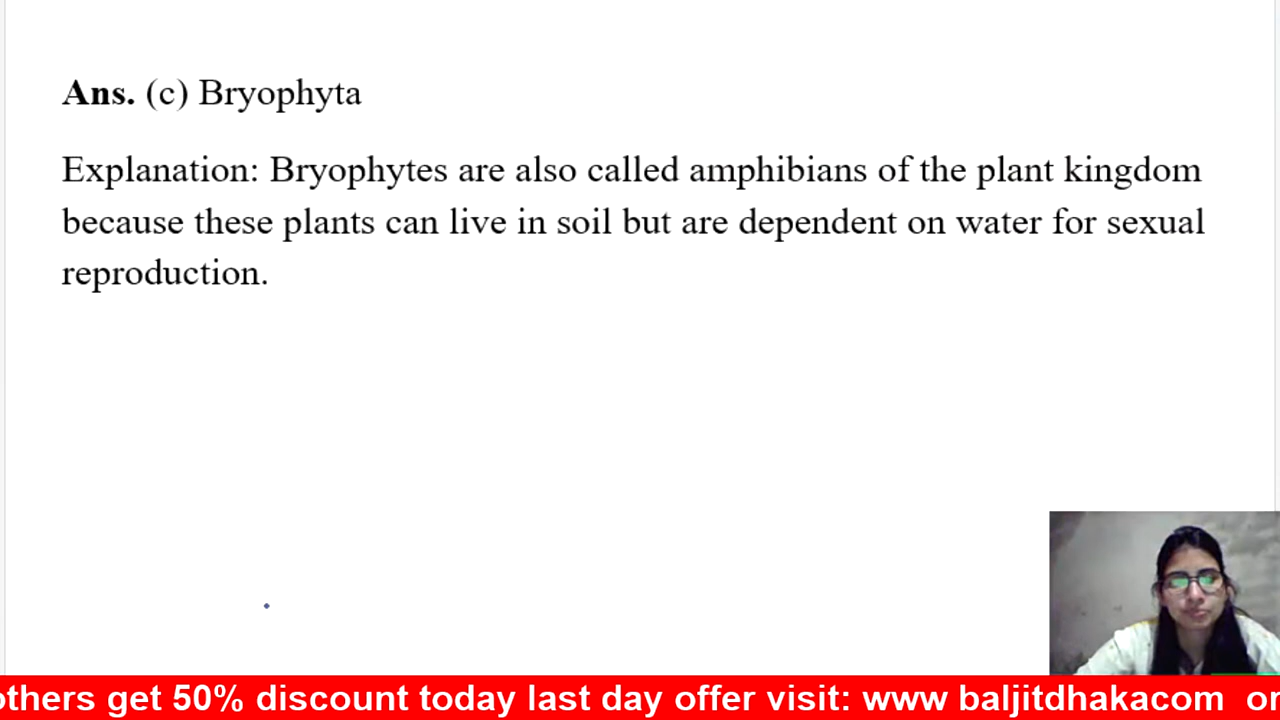 Ans. (c) Bryophyta
Explanation: Bryophytes are also called amphibians of the plant kingdom
because these plants can live in soil but are dependent on water for sexual
reproduction.
others get 50% discount today last day offer visit: www baljitdhakacom or